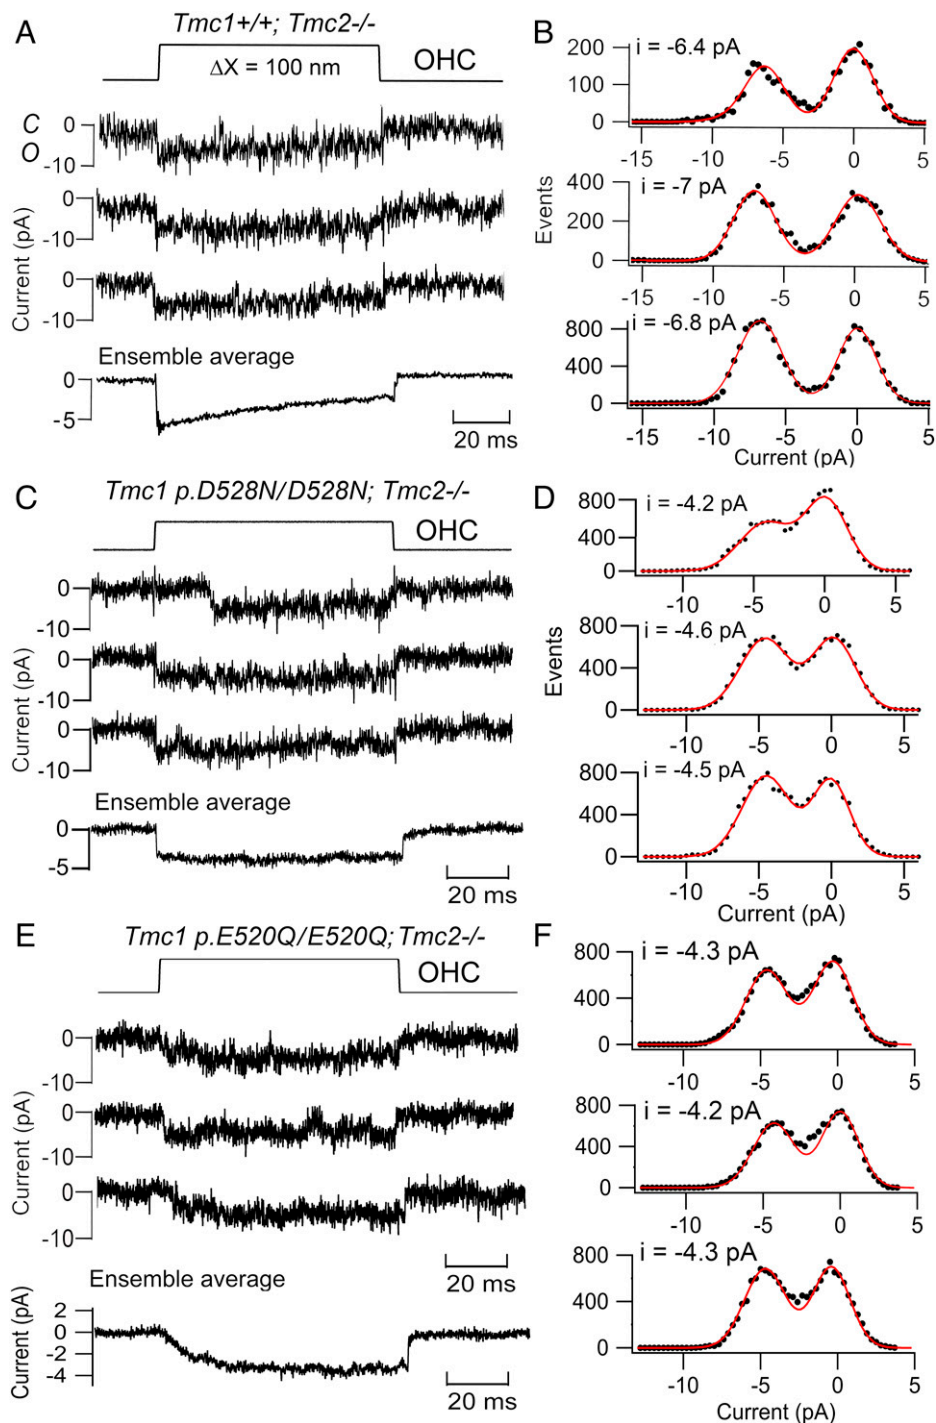 A
Tmc1+/+; Tmc2-/-
ΔX = 100 nm
OHC
C
O
0
-10
0
-10
0
-10
Current (pA)
Ensemble average
0
-5
20 ms
B
i = -6.4 pA
200
100
0
-15 -10 -5 0 5
i = -7 pA
400
200
0
Events
-15 -10 -5 0 5
i = -6.8 pA
800
400
0
-15 -10 -5 0 5
Current (pA)
C
Tmc1 p.D528N/D528N; Tmc2-/-
OHC
0
-10
0
-10
0
-10
Current (pA)
Ensemble average
0
-5
20 ms
D
i = -4.2 pA
800
400
0
-10 -5 0 5
i = -4.6 pA
800
400
0
Events
-10 -5 0 5
i = -4.5 pA
800
400
0
-10 -5 0 5
Current (pA)
E
Tmc1 p.E520Q/E520Q; Tmc2-/-
OHC
0
-10
0
-10
0
-10
Current (pA)
20 ms
Ensemble average
2
0
-2
-4
Current (pA)
20 ms
F
i = -4.3 pA
800
400
0
-10 -5 0 5
i = -4.2 pA
800
400
0
-10 -5 0 5
i = -4.3 pA
800
400
0
-10 -5 0 5
Current (pA)